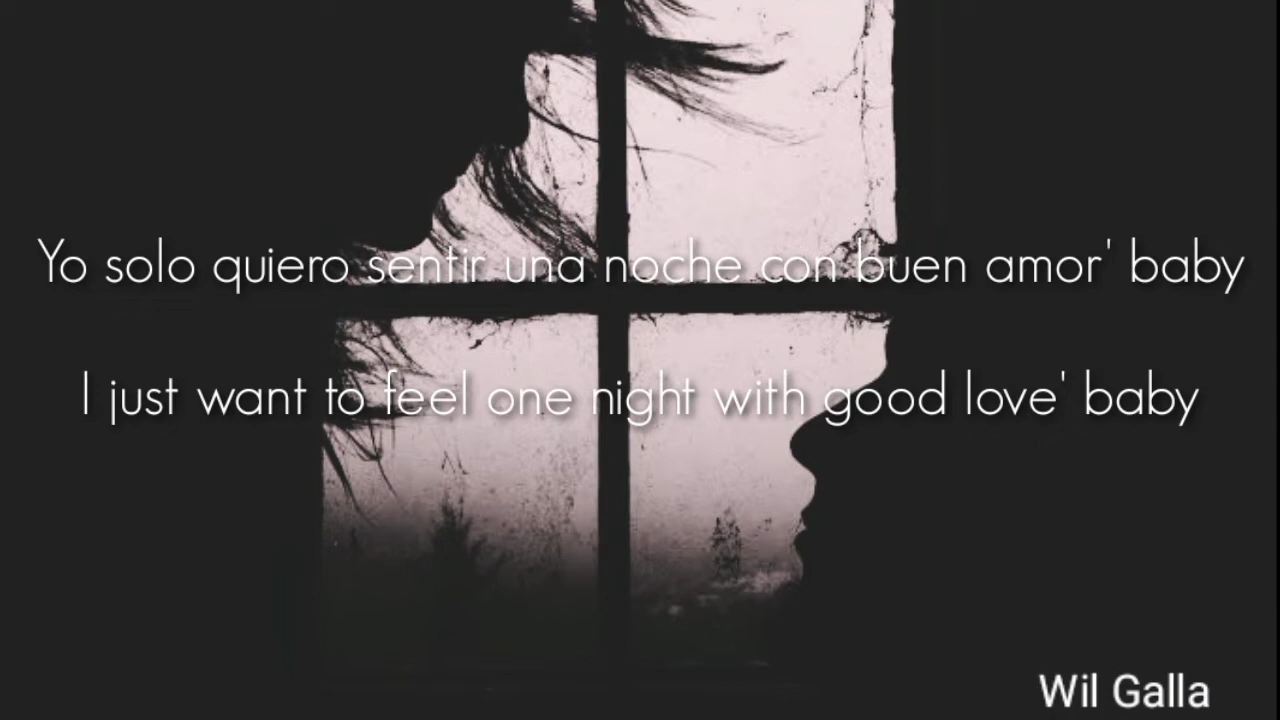 Yo solo quiero sentir una noche con buen amor' baby
I just want to feel one night with good love' baby
Wil Galla